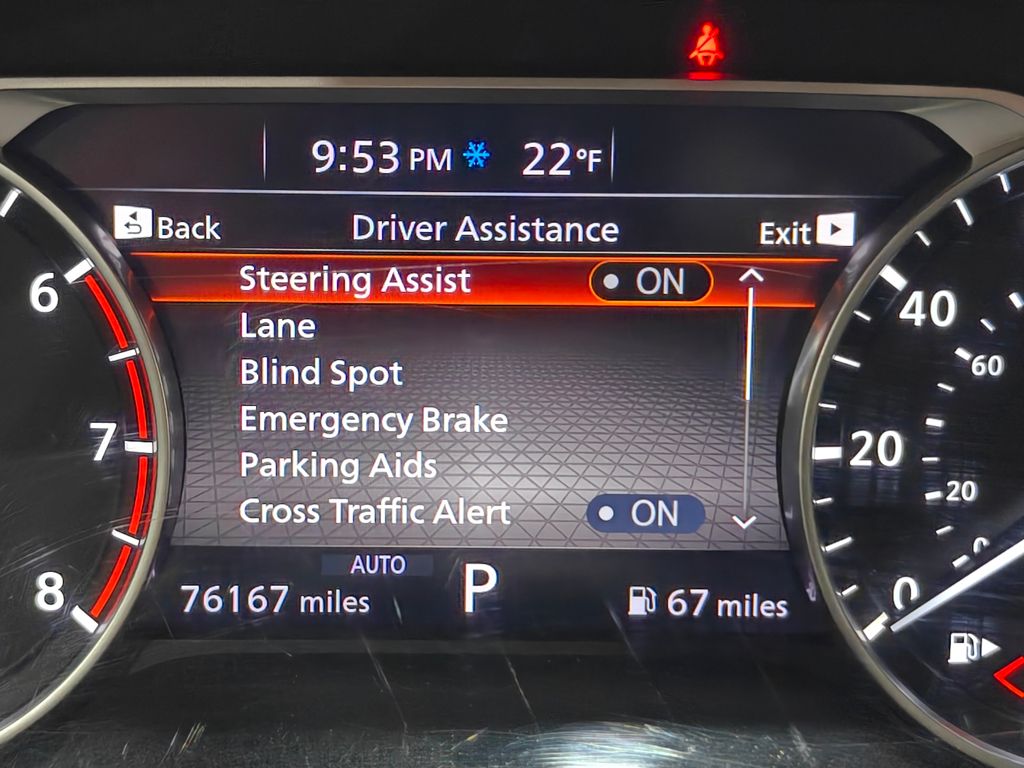 9:53 PM 22°F
Back Driver Assistance Exit
Steering Assist ON
Lane
Blind Spot
Emergency Brake
Parking Aids
Cross Traffic Alert ON
AUTO
76167 miles P 67 miles
6
7
8
40
60
20
20
0
0